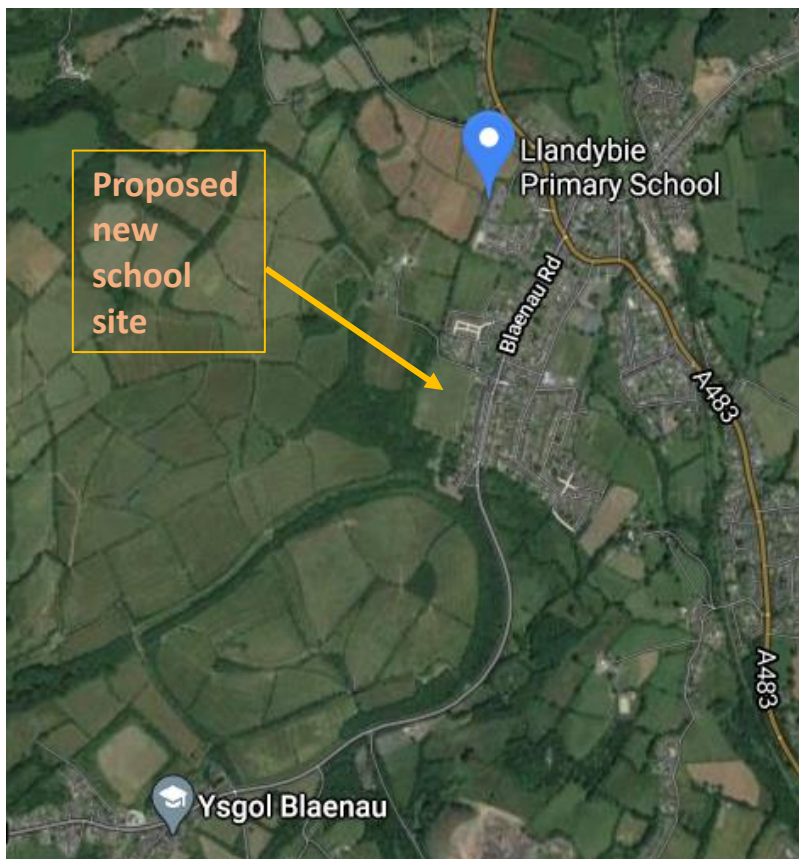 Proposed
new
school
site
Llandybie
Primary School
Blaenau Rd
A483
A483
Ysgol Blaenau